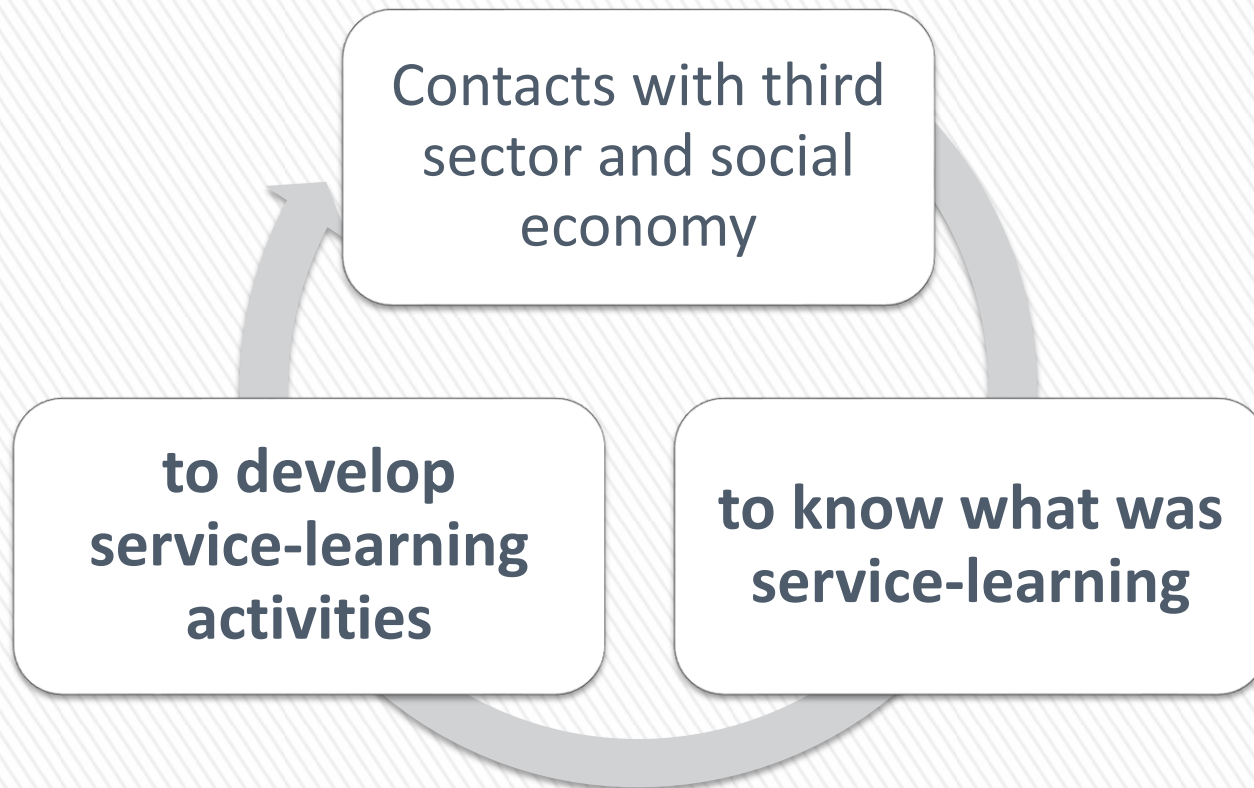 Contacts with third
sector and social
economy
to develop
service-learning
activities
to know what was
service-learning